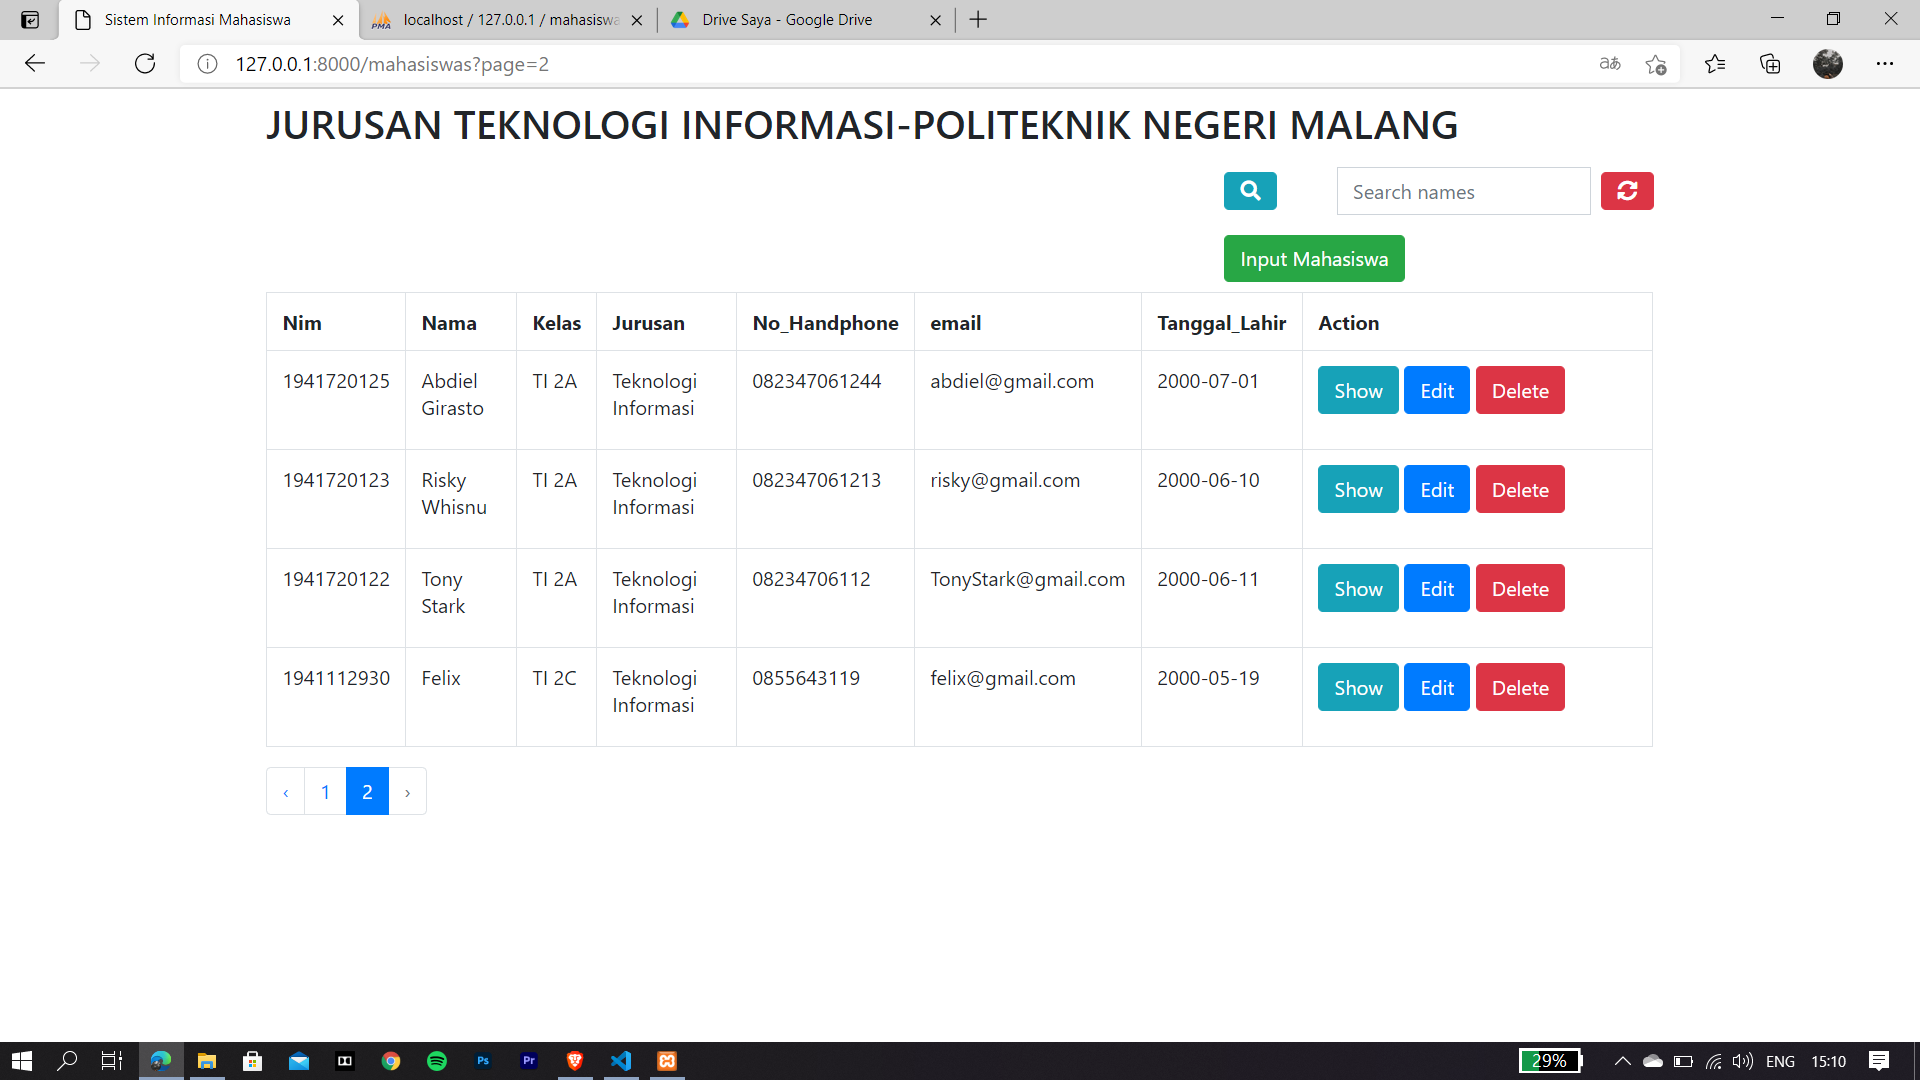 Sistem Informasi Mahasiswa
localhost / 127.0.0.1 / mahasiswa
Drive Saya - Google Drive
127.0.0.1:8000/mahasiswas?page=2
JURUSAN TEKNOLOGI INFORMASI-POLITEKNIK NEGERI MALANG
Search names
Input Mahasiswa
Nim Nama Kelas Jurusan No_Handphone email Tanggal_Lahir Action
1941720125 Abdiel Girasto TI 2A Teknologi Informasi 082347061244 abdiel@gmail.com 2000-07-01 Show Edit Delete
1941720123 Risky Whisnu TI 2A Teknologi Informasi 082347061213 risky@gmail.com 2000-06-10 Show Edit Delete
1941720122 Tony Stark TI 2A Teknologi Informasi 08234706112 TonyStark@gmail.com 2000-06-11 Show Edit Delete
1941112930 Felix TI 2C Teknologi Informasi 0855643119 felix@gmail.com 2000-05-19 Show Edit Delete
‹ 1 2 ›
29% ENG 15:10